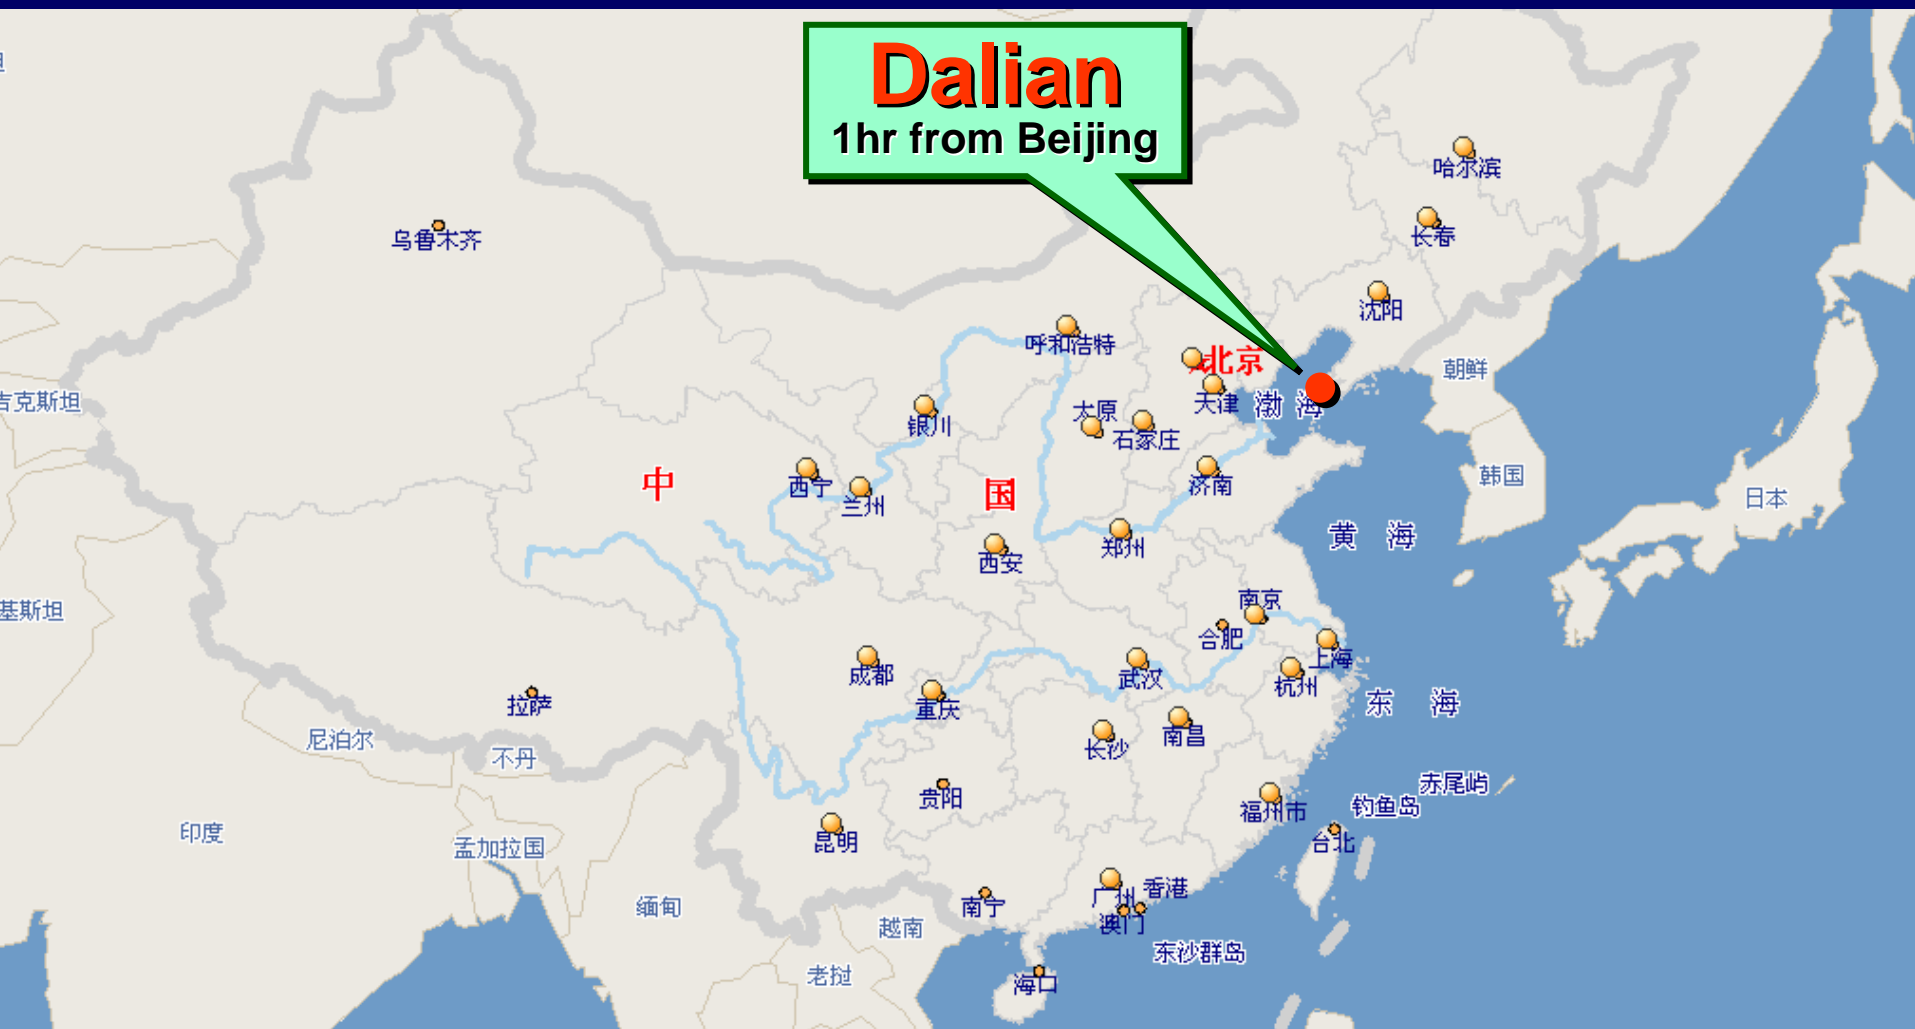 Dalian
1hr from Beijing
哈尔滨
长春
乌鲁木齐
沈阳
呼和浩特
北京
朝鲜
吉克斯坦
天津
渤 海
太原
银川
石家庄
中
国
西宁
兰州
济南
韩国
日本
黄 海
郑州
西安
南京
基斯坦
合肥
上海
成都
武汉
杭州
拉萨
重庆
东 海
尼泊尔
不丹
长沙
南昌
赤尾屿
贵阳
钓鱼岛
福州市
印度
孟加拉国
昆明
台北
香港
广州
缅甸
南宁
澳门
越南
东沙群岛
老挝
海口